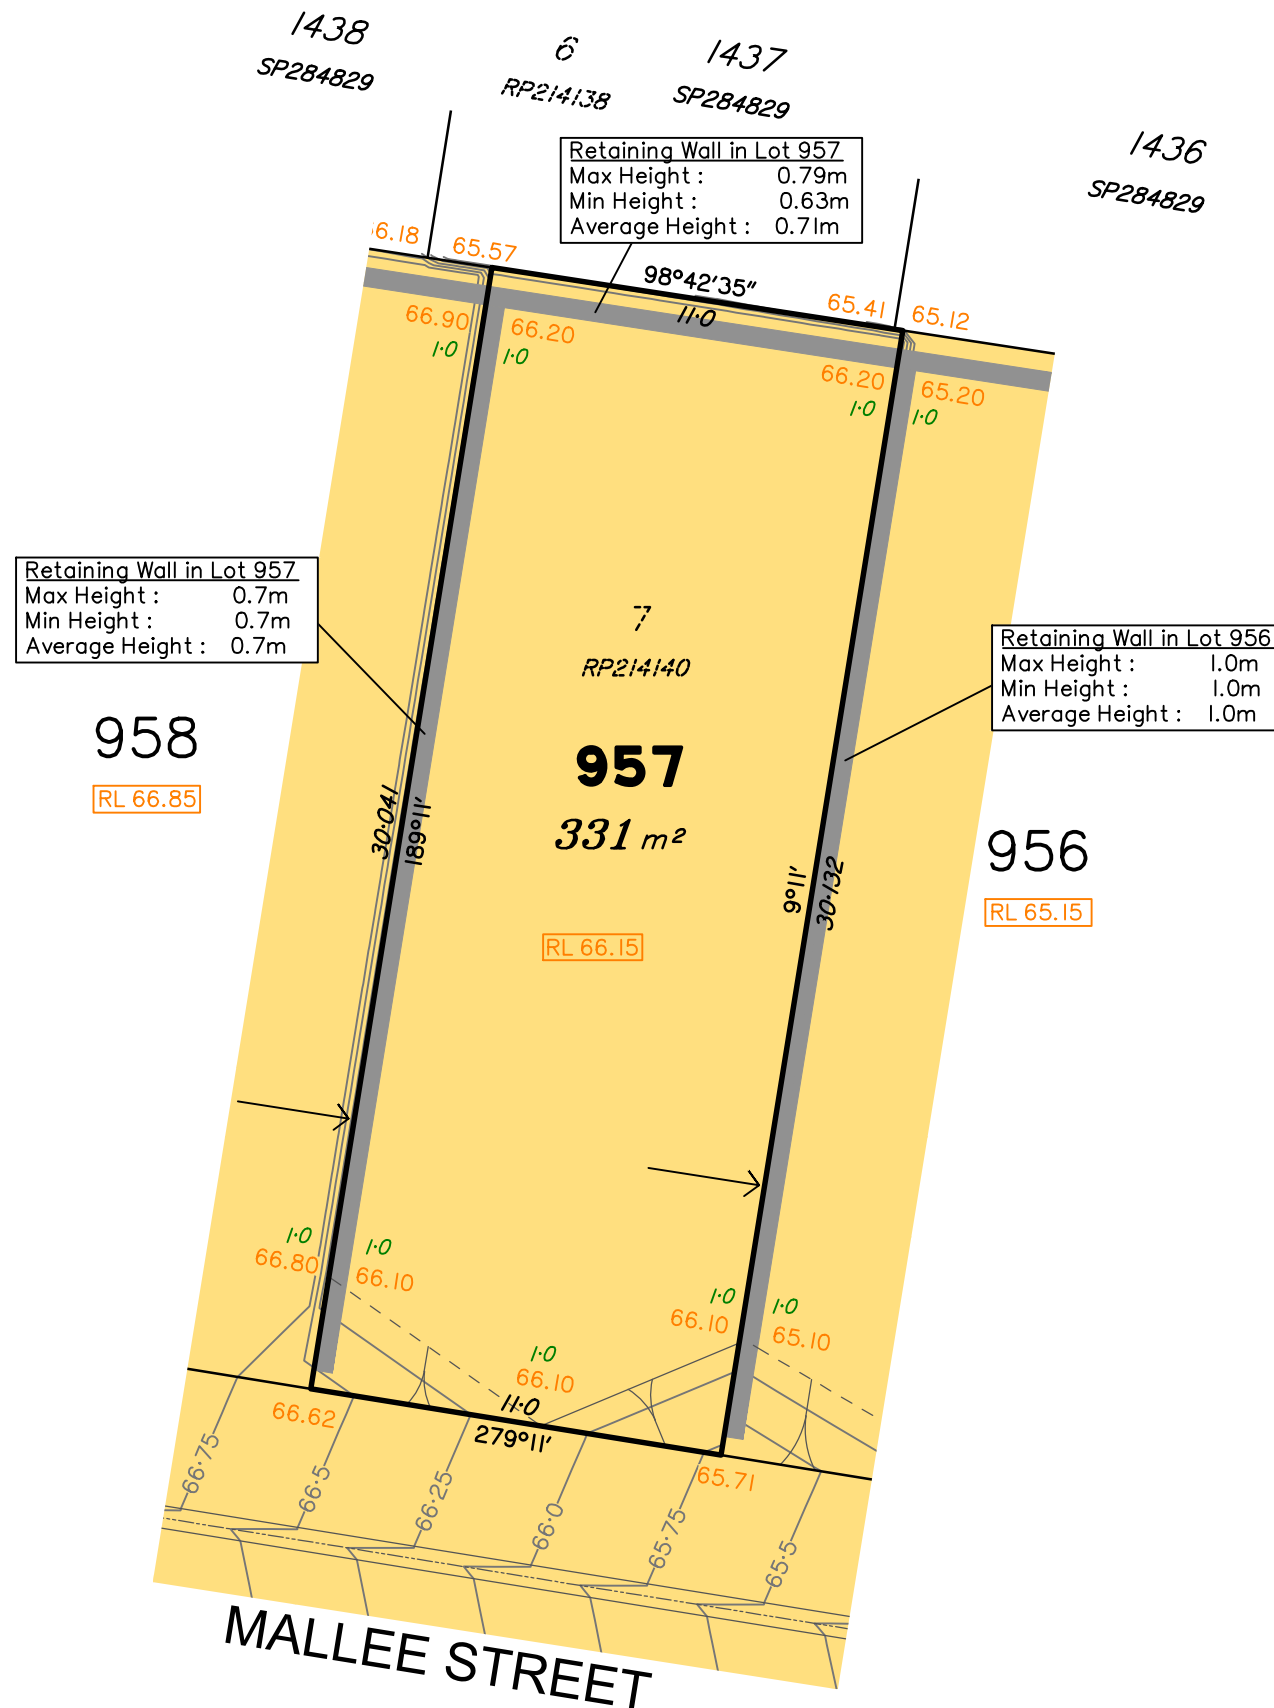 1438
SP284829
6
RP214138
1437
SP284829
1436
SP284829
Retaining Wall in Lot 957
Max Height : 0.79m
Min Height : 0.63m
Average Height : 0.71m
6.18
65.57
98°42'35"
11·0
65.41
65.12
66.90
66.20
1·0
1·0
66.20
65.20
1·0
1·0
Retaining Wall in Lot 957
Max Height : 0.7m
Min Height : 0.7m
Average Height : 0.7m
7
RP214140
Retaining Wall in Lot 956
Max Height : 1.0m
Min Height : 1.0m
Average Height : 1.0m
958
RL 66.85
957
331 m²
30·041
189°11'
9°11'
30·132
956
RL 65.15
RL 66.15
1·0
66.80
1·0
66.10
1·0
66.10
1·0
65.10
1·0
66.10
11·0
279°11'
66.62
65.71
66·75
66·5
66·25
66·0
65·75
65·5
MALLEE STREET